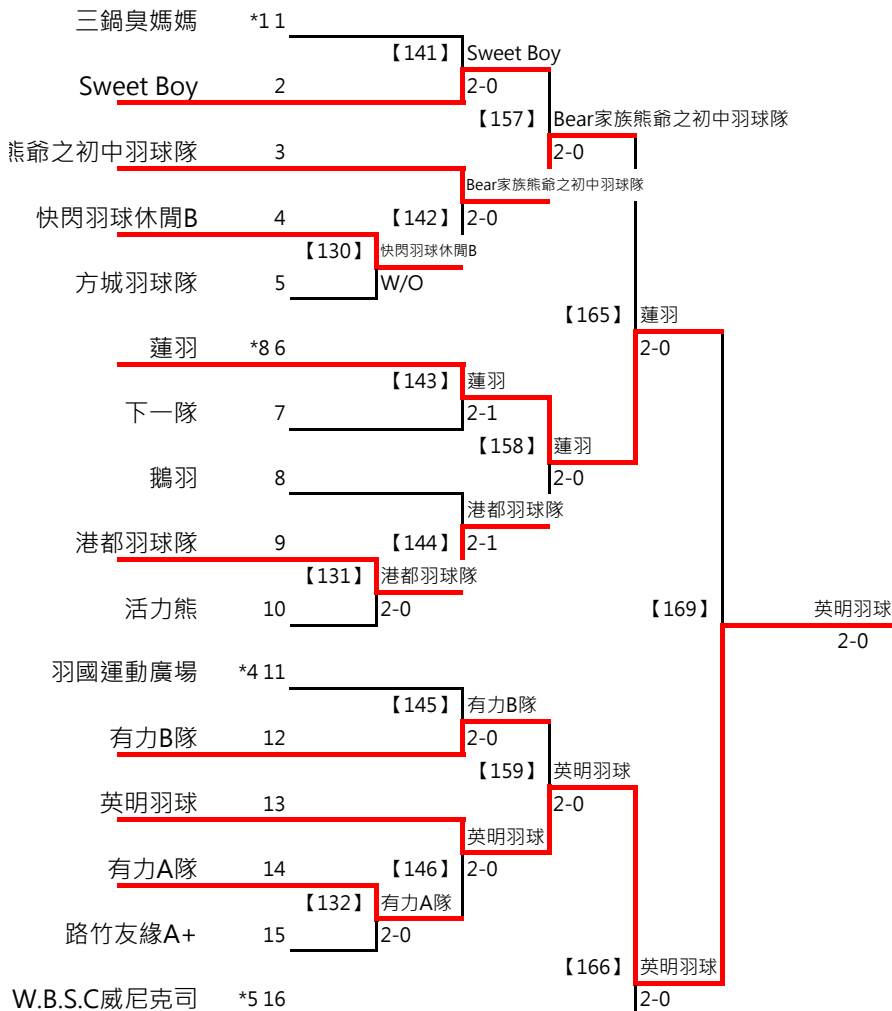 三鍋臭媽媽 *1 1
【141】 Sweet Boy
Sweet Boy 2 2-0
【157】 Bear家族熊爺之初中羽球隊
熊爺之初中羽球隊 3 2-0
Bear家族熊爺之初中羽球隊
快閃羽球休閒B 4 【142】 2-0
【130】 快閃羽球休閒B
方城羽球隊 5 W/O
【165】 蓮羽
蓮羽 *8 6 2-0
【143】 蓮羽
下一隊 7 2-1
【158】 蓮羽
鵝羽 8 2-0
港都羽球隊
港都羽球隊 9 【144】 2-1
【131】 港都羽球隊
活力熊 10 2-0 【169】 英明羽球
2-0
羽國運動廣場 *4 11
【145】 有力B隊
有力B隊 12 2-0
【159】 英明羽球
英明羽球 13 2-0
英明羽球
有力A隊 14 【146】 2-0
【132】 有力A隊
路竹友緣A+ 15 2-0
【166】 英明羽球
W.B.S.C威尼克司 *5 16 2-0